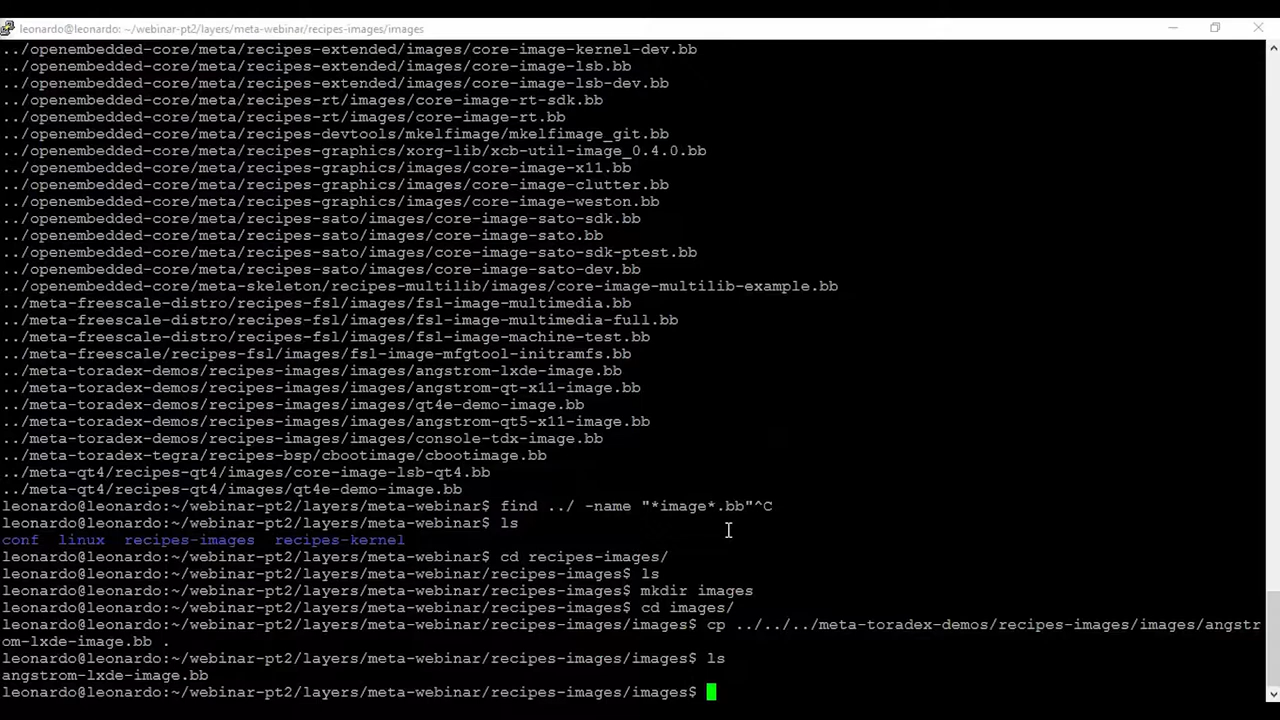 leonardo@leonardo: ~/webinar-pt2/layers/meta-webinar/recipes-images/images
../openembedded-core/meta/recipes-extended/images/core-image-kernel-dev.bb
../openembedded-core/meta/recipes-extended/images/core-image-lsb.bb
../openembedded-core/meta/recipes-extended/images/core-image-lsb-dev.bb
../openembedded-core/meta/recipes-rt/images/core-image-rt-sdk.bb
../openembedded-core/meta/recipes-rt/images/core-image-rt.bb
../openembedded-core/meta/recipes-devtools/mkelfimage/mkelfimage_git.bb
../openembedded-core/meta/recipes-graphics/xorg-lib/xcb-util-image_0.4.0.bb
../openembedded-core/meta/recipes-graphics/images/core-image-x11.bb
../openembedded-core/meta/recipes-graphics/images/core-image-clutter.bb
../openembedded-core/meta/recipes-graphics/images/core-image-weston.bb
../openembedded-core/meta/recipes-sato/images/core-image-sato-sdk.bb
../openembedded-core/meta/recipes-sato/images/core-image-sato.bb
../openembedded-core/meta/recipes-sato/images/core-image-sato-sdk-ptest.bb
../openembedded-core/meta/recipes-sato/images/core-image-sato-dev.bb
../openembedded-core/meta-skeleton/recipes-multilib/images/core-image-multilib-example.bb
../meta-freescale-distro/recipes-fsl/images/fsl-image-multimedia.bb
../meta-freescale-distro/recipes-fsl/images/fsl-image-multimedia-full.bb
../meta-freescale-distro/recipes-fsl/images/fsl-image-machine-test.bb
../meta-freescale/recipes-fsl/images/fsl-image-mfgtool-initramfs.bb
../meta-toradex-demos/recipes-images/images/angstrom-lxde-image.bb
../meta-toradex-demos/recipes-images/images/angstrom-qt-x11-image.bb
../meta-toradex-demos/recipes-images/images/qt4e-demo-image.bb
../meta-toradex-demos/recipes-images/images/angstrom-qt5-x11-image.bb
../meta-toradex-demos/recipes-images/images/console-tdx-image.bb
../meta-toradex-tegra/recipes-bsp/cbootimage/cbootimage.bb
../meta-qt4/recipes-qt4/images/core-image-lsb-qt4.bb
../meta-qt4/recipes-qt4/images/qt4e-demo-image.bb
leonardo@leonardo:~/webinar-pt2/layers/meta-webinar$ find ../ -name "*image*.bb"^C
leonardo@leonardo:~/webinar-pt2/layers/meta-webinar$ ls
conf  linux  recipes-images  recipes-kernel
leonardo@leonardo:~/webinar-pt2/layers/meta-webinar$ cd recipes-images/
leonardo@leonardo:~/webinar-pt2/layers/meta-webinar/recipes-images$ ls
leonardo@leonardo:~/webinar-pt2/layers/meta-webinar/recipes-images$ mkdir images
leonardo@leonardo:~/webinar-pt2/layers/meta-webinar/recipes-images$ cd images/
leonardo@leonardo:~/webinar-pt2/layers/meta-webinar/recipes-images/images$ cp ../../../meta-toradex-demos/recipes-images/images/angstr
om-lxde-image.bb .
leonardo@leonardo:~/webinar-pt2/layers/meta-webinar/recipes-images/images$ ls
angstrom-lxde-image.bb
leonardo@leonardo:~/webinar-pt2/layers/meta-webinar/recipes-images/images$